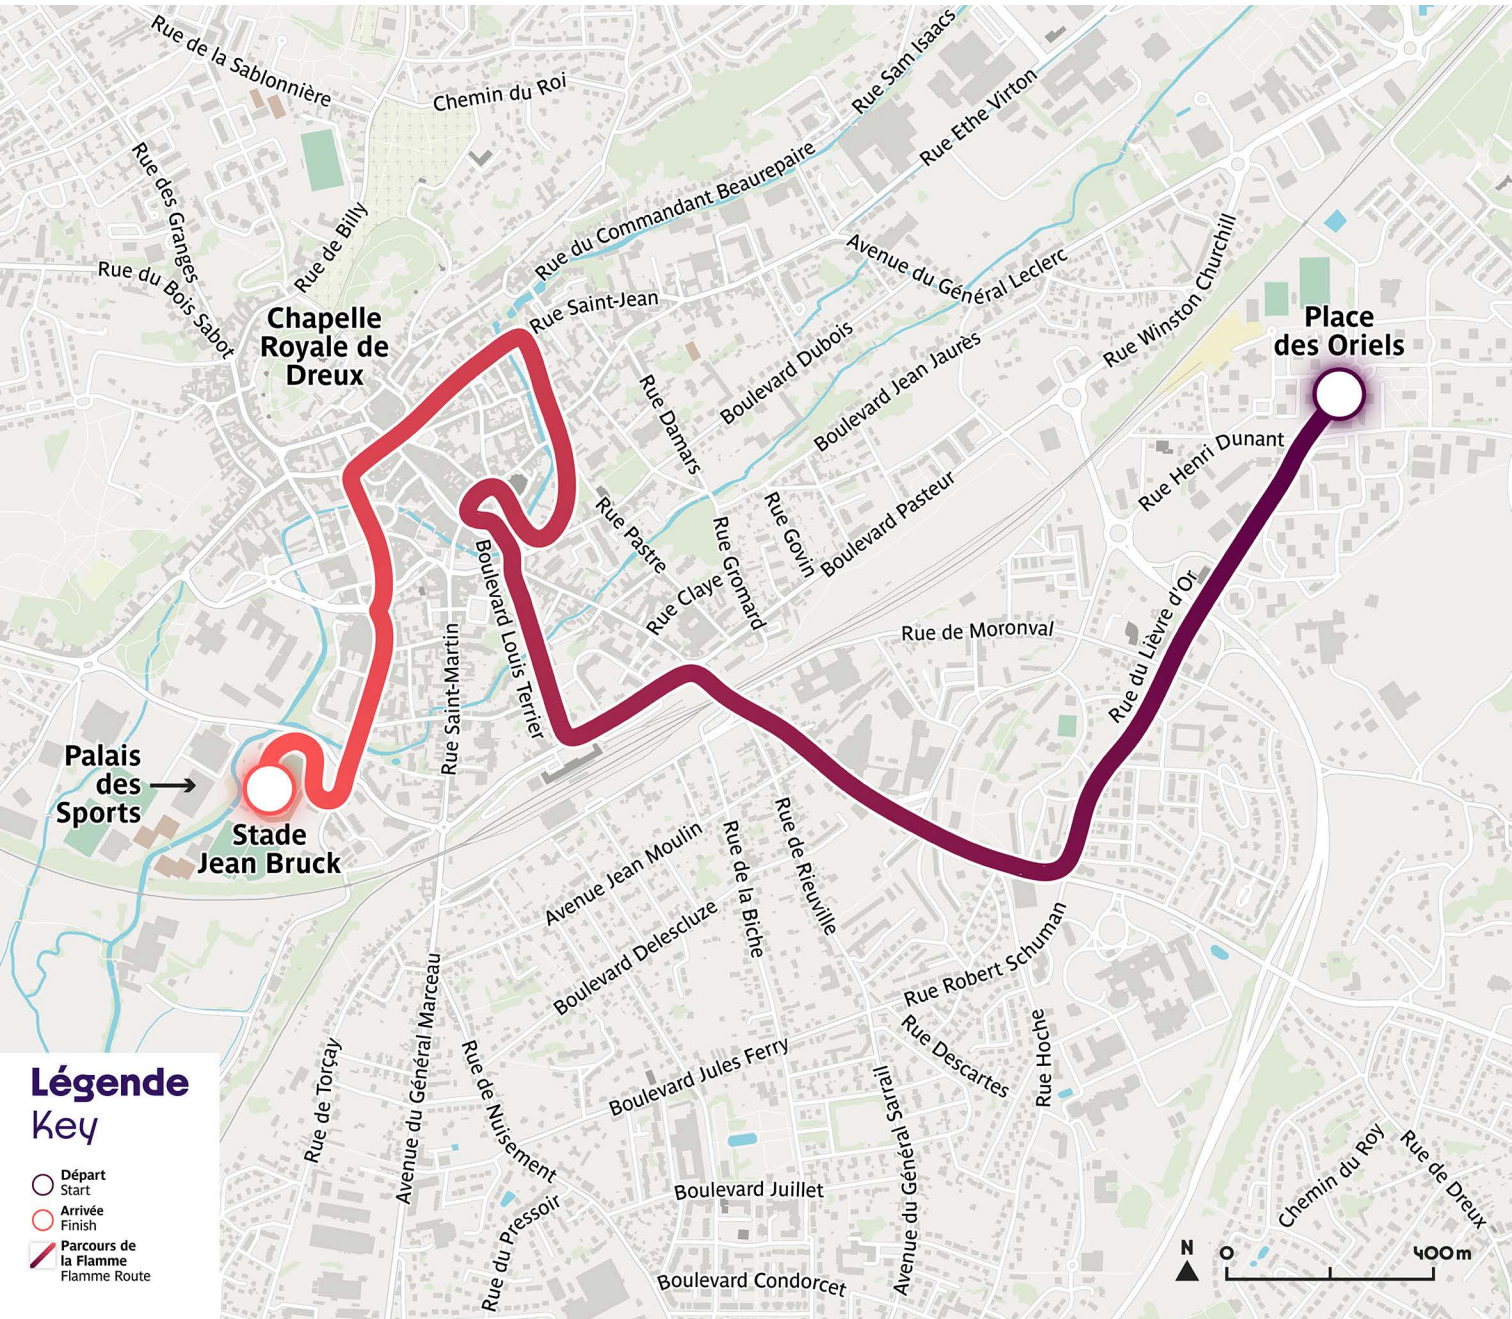 Rue de la Sablonnière
Chemin du Roi
Rue Sam Isaacs
Rue Ethe Virton
Rue des Granges
Rue du Commandant Beaurepaire
Rue de Billy
Rue du Bois Sabot
Avenue du Général Leclerc
Rue Winston Churchill
Rue Saint-Jean
Chapelle
Royale de
Dreux
Place
des Oriels
Boulevard Dubois
Boulevard Jean Jaurès
Rue Damars
Rue Henri Dunant
Boulevard Pasteur
Rue Govin
Rue Pastre
Rue Gromard
Rue Claye
Boulevard Louis Terrier
Rue Saint-Martin
Rue de Moronval
Rue du Lièvre d'Or
Palais
des
Sports
Stade
Jean Bruck
Avenue Jean Moulin
Rue de la Biche
Rue de Rieuville
Boulevard Delescluze
Rue Robert Schuman
Rue Descartes
Rue Hoche
Avenue du Général Marceau
Rue de Torçay
Rue de Nuisement
Boulevard Jules Ferry
Avenue du Général Sarrail
Boulevard Juillet
Rue du Pressoir
Boulevard Condorcet
Chemin du Roy
Rue de Dreux
Légende
Key
Départ
Start
Arrivée
Finish
Parcours de
la Flamme
Flamme Route
N
0
400m